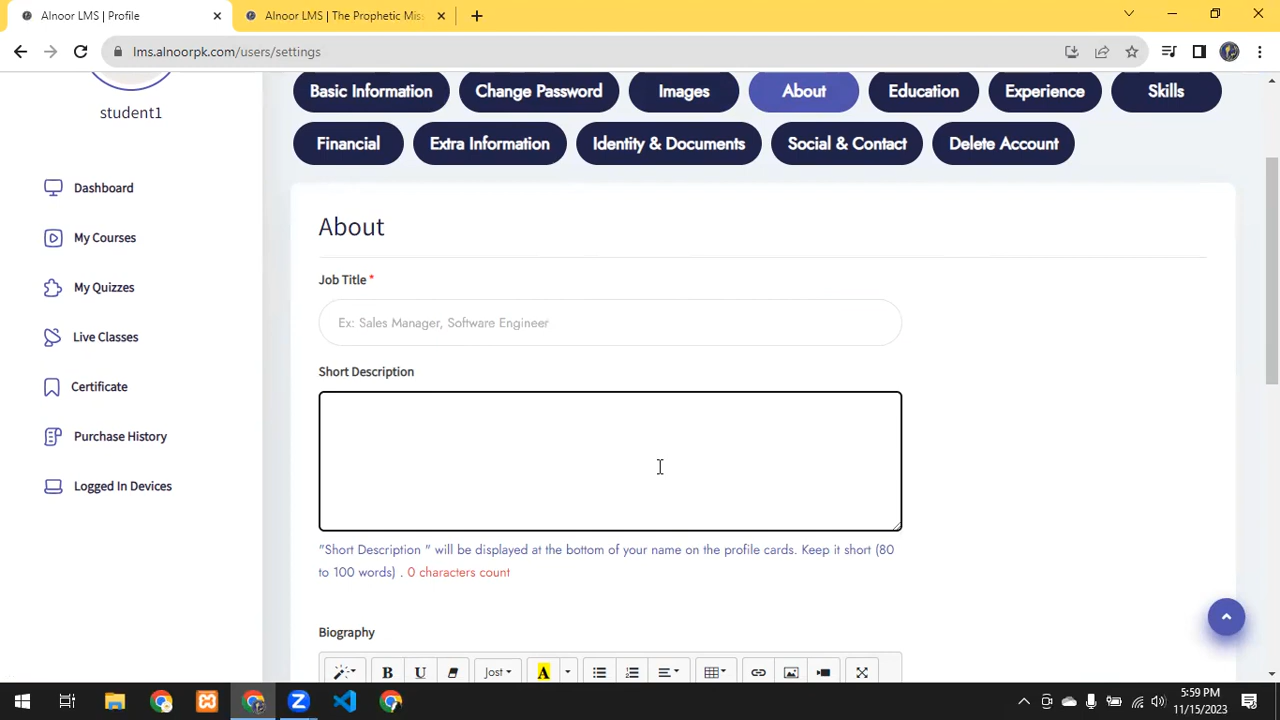 Alnoor LMS | Profile
Alnoor LMS | The Prophetic Miss
lms.alnoorpk.com/users/settings
student1
Dashboard
My Courses
My Quizzes
Live Classes
Certificate
Purchase History
Logged In Devices
Basic Information
Change Password
Images
About
Education
Experience
Skills
Financial
Extra Information
Identity & Documents
Social & Contact
Delete Account
About
Job Title *
Ex: Sales Manager, Software Engineer
Short Description
"Short Description " will be displayed at the bottom of your name on the profile cards. Keep it short (80
to 100 words) . 0 characters count
Biography
B
U
Jost
A
5:59 PM
11/15/2023